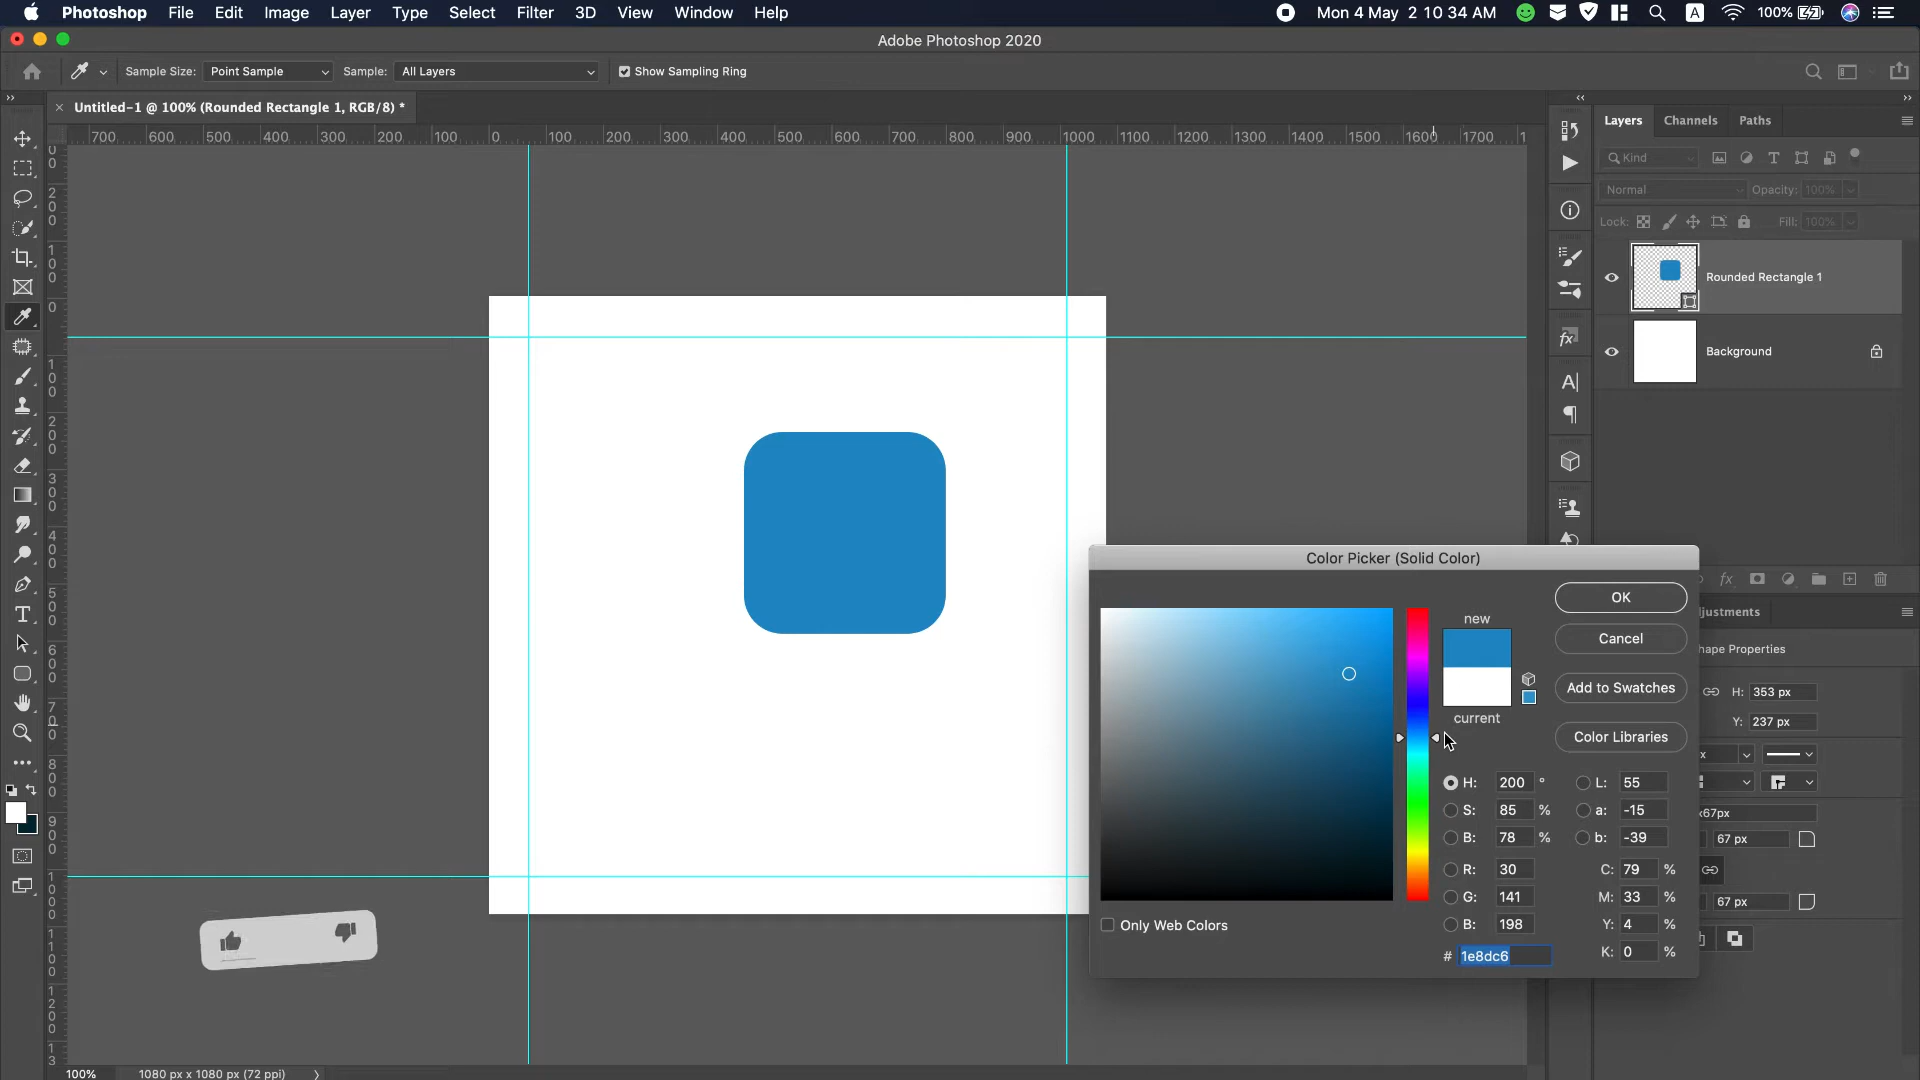 Photoshop File Edit Image Layer Type Select Filter 3D View Window Help
Mon 4 May 2 10 34 AM A 100%
Adobe Photoshop 2020
Sample Size: Point Sample Sample: All Layers Show Sampling Ring
Untitled-1 @ 100% (Rounded Rectangle 1, RGB/8) *
700 600 500 400 300 200 100 0 100 200 300 400 500 600 700 800 900 1000 1100 1200 1300 1400 1500 1600 1700 1
Layers Channels Paths
Kind
Normal Opacity: 100%
Lock: Fill: 100%
Rounded Rectangle 1
Background
Color Picker (Solid Color)
new
current
OK
Cancel
Add to Swatches
Color Libraries
H: 200 °
S: 85 %
B: 78 %
R: 30
G: 141
B: 198
# 1e8dc6
L: 55
a: -15
b: -39
C: 79 %
M: 33 %
Y: 4 %
K: 0 %
Only Web Colors
justments
hape Properties
H: 353 px
Y: 237 px
x
x67px
67 px
67 px
100% 1080 px x 1080 px (72 ppi)